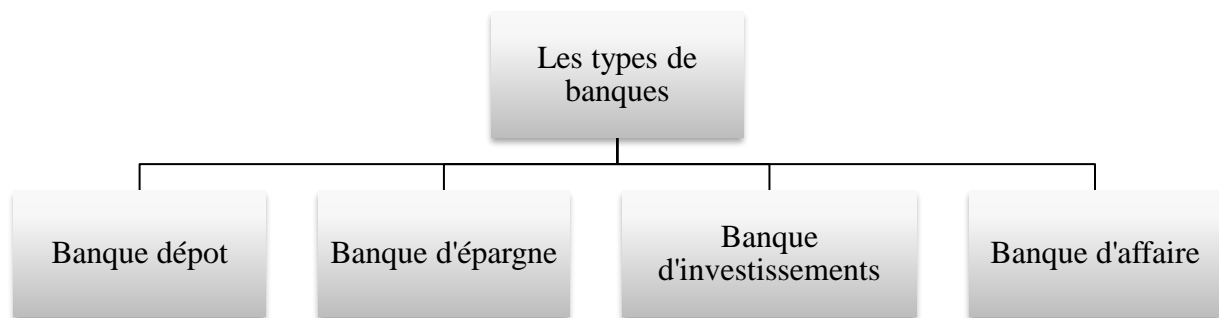 Les types de
banques
Banque dépot
Banque d'épargne
Banque
d'investissements
Banque d'affaire